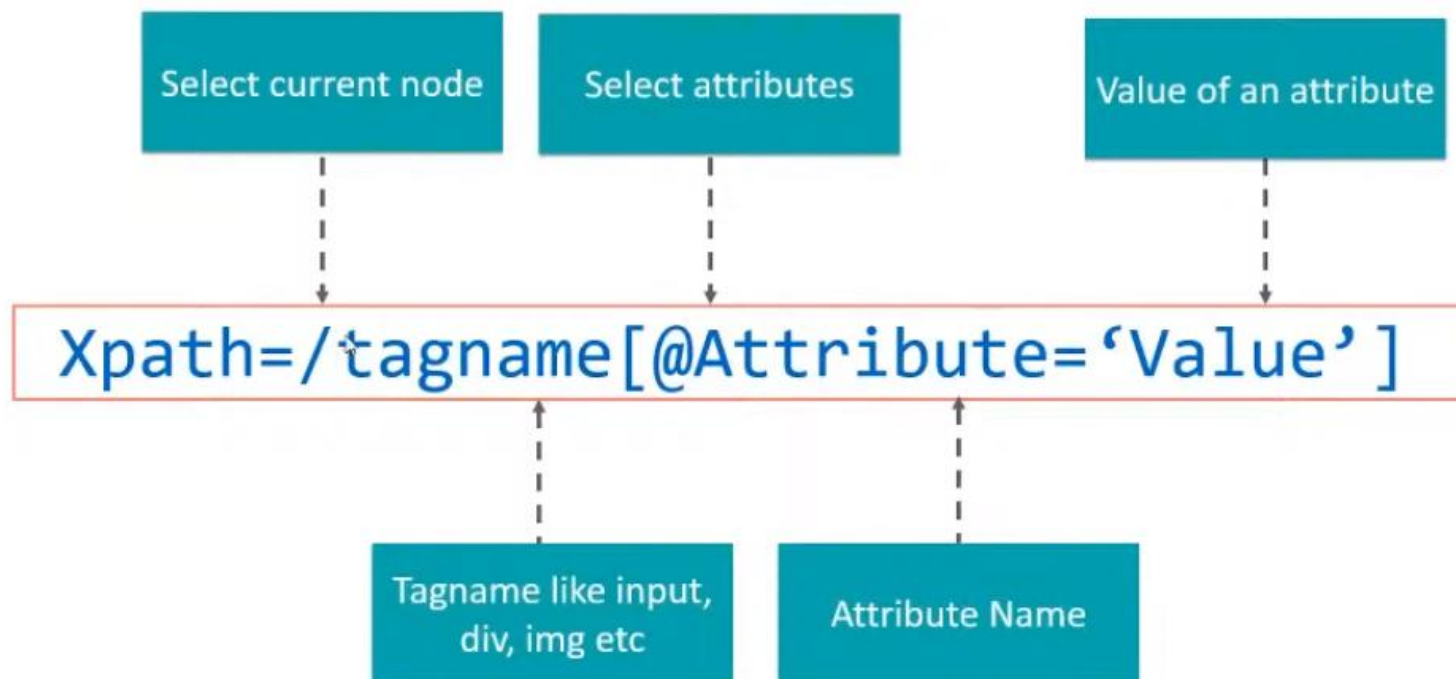 Select current node
Select attributes
Value of an attribute
Xpath=/tagname[@Attribute=‘Value’]
Tagname like input,
div, img etc
Attribute Name